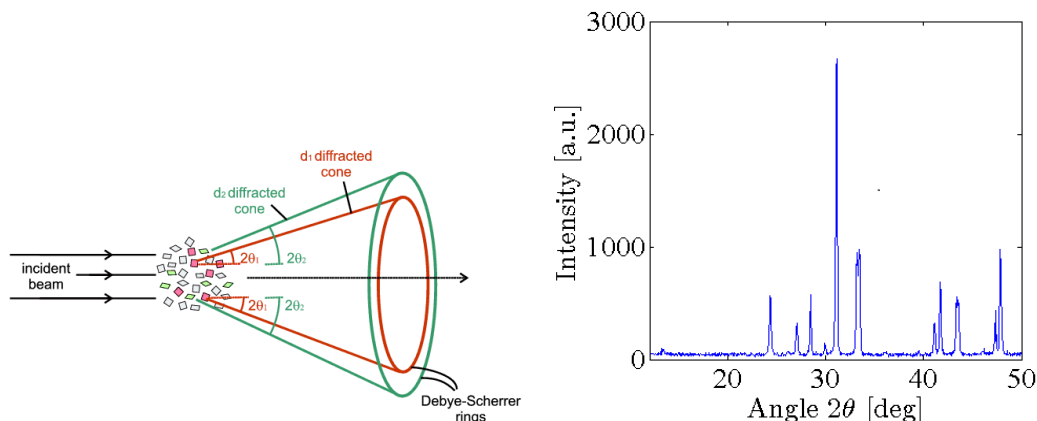 d₁ diffracted
cone
d₂ diffracted
cone
incident
beam
2θ₁
2θ₂
2θ₁
2θ₂
Debye-Scherrer
rings
3000
2000
1000
0
Intensity [a.u.]
20
30
40
50
Angle 2θ [deg]